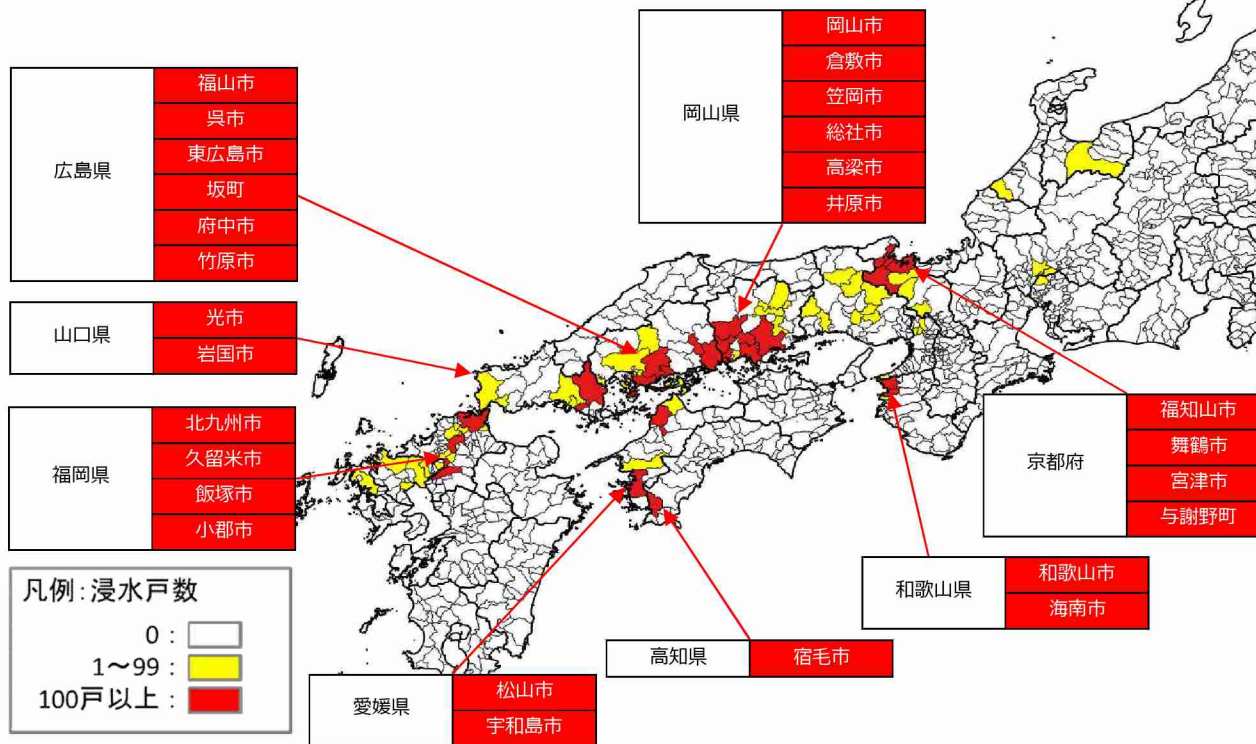 広島県
福山市
呉市
東広島市
坂町
府中市
竹原市
岡山県
岡山市
倉敷市
笠岡市
総社市
高梁市
井原市
山口県
光市
岩国市
福岡県
北九州市
久留米市
飯塚市
小郡市
京都府
福知山市
舞鶴市
宮津市
与謝野町
和歌山県
和歌山市
海南市
高知県
宿毛市
愛媛県
松山市
宇和島市
凡例:浸水戸数
0:
1～99:
100戸以上: